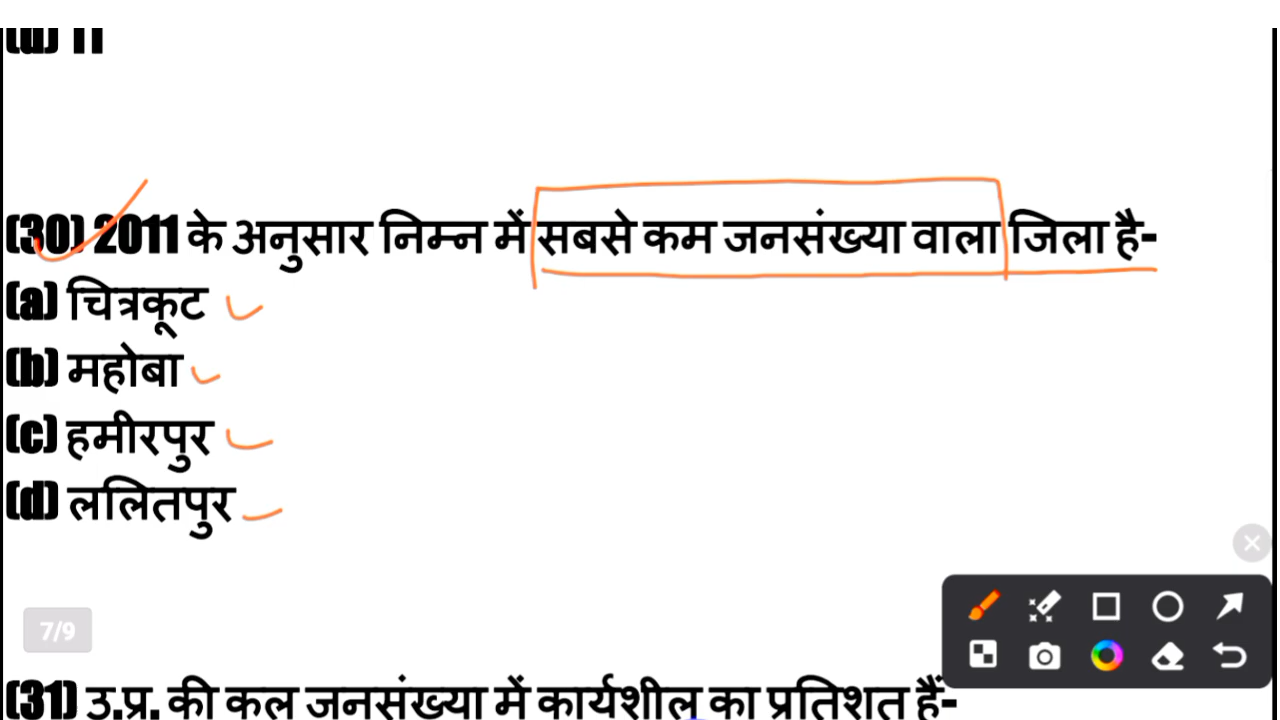 (d) 11
(30) 2011 के अनुसार निम्न में सबसे कम जनसंख्या वाला जिला है-
(a) चित्रकूट
(b) महोबा
(c) हमीरपुर
(d) ललितपुर
7/9
(31) उ.प्र. की कुल जनसंख्या में कार्यशील का प्रतिशत हैं-